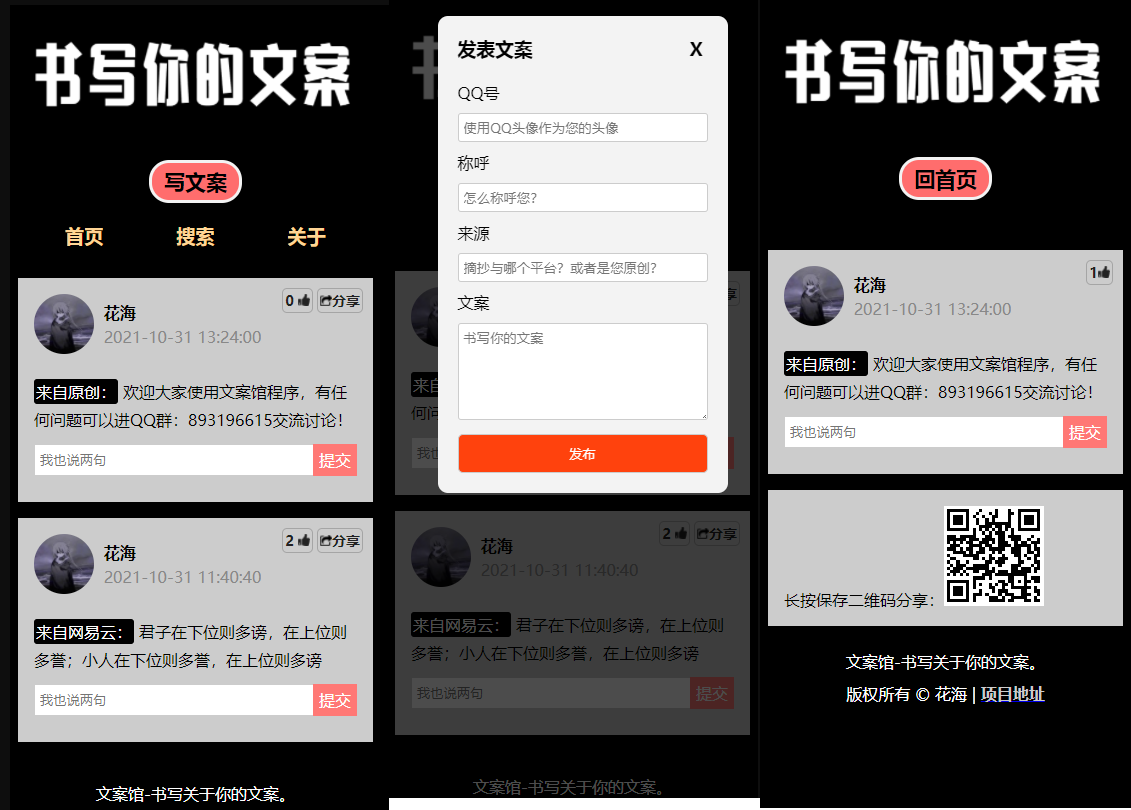 书写你的文案
写文案
首页 搜索 关于
花海
2021-10-31 13:24:00
0 分享
来自原创： 欢迎大家使用文案馆程序，有任
何问题可以进QQ群：893196615交流讨论！
我也说两句 提交
花海
2021-10-31 11:40:40
2 分享
来自网易云： 君子在下位则多谤，在上位则
多誉；小人在下位则多誉，在上位则多谤
我也说两句 提交
文案馆-书写关于你的文案。
发表文案 X
QQ号
使用QQ头像作为您的头像
称呼
怎么称呼您?
来源
摘抄与哪个平台？或者是您原创?
文案
书写你的文案
发布
享
来自
何问
我也
花海
2021-10-31 11:40:40
2 分享
来自网易云： 君子在下位则多谤，在上位则
多誉；小人在下位则多誉，在上位则多谤
我也说两句 提交
文案馆-书写关于你的文案。
书写你的文案
回首页
花海
2021-10-31 13:24:00
1
来自原创： 欢迎大家使用文案馆程序，有任
何问题可以进QQ群：893196615交流讨论！
我也说两句 提交
长按保存二维码分享：
文案馆-书写关于你的文案。
版权所有 © 花海 | 项目地址